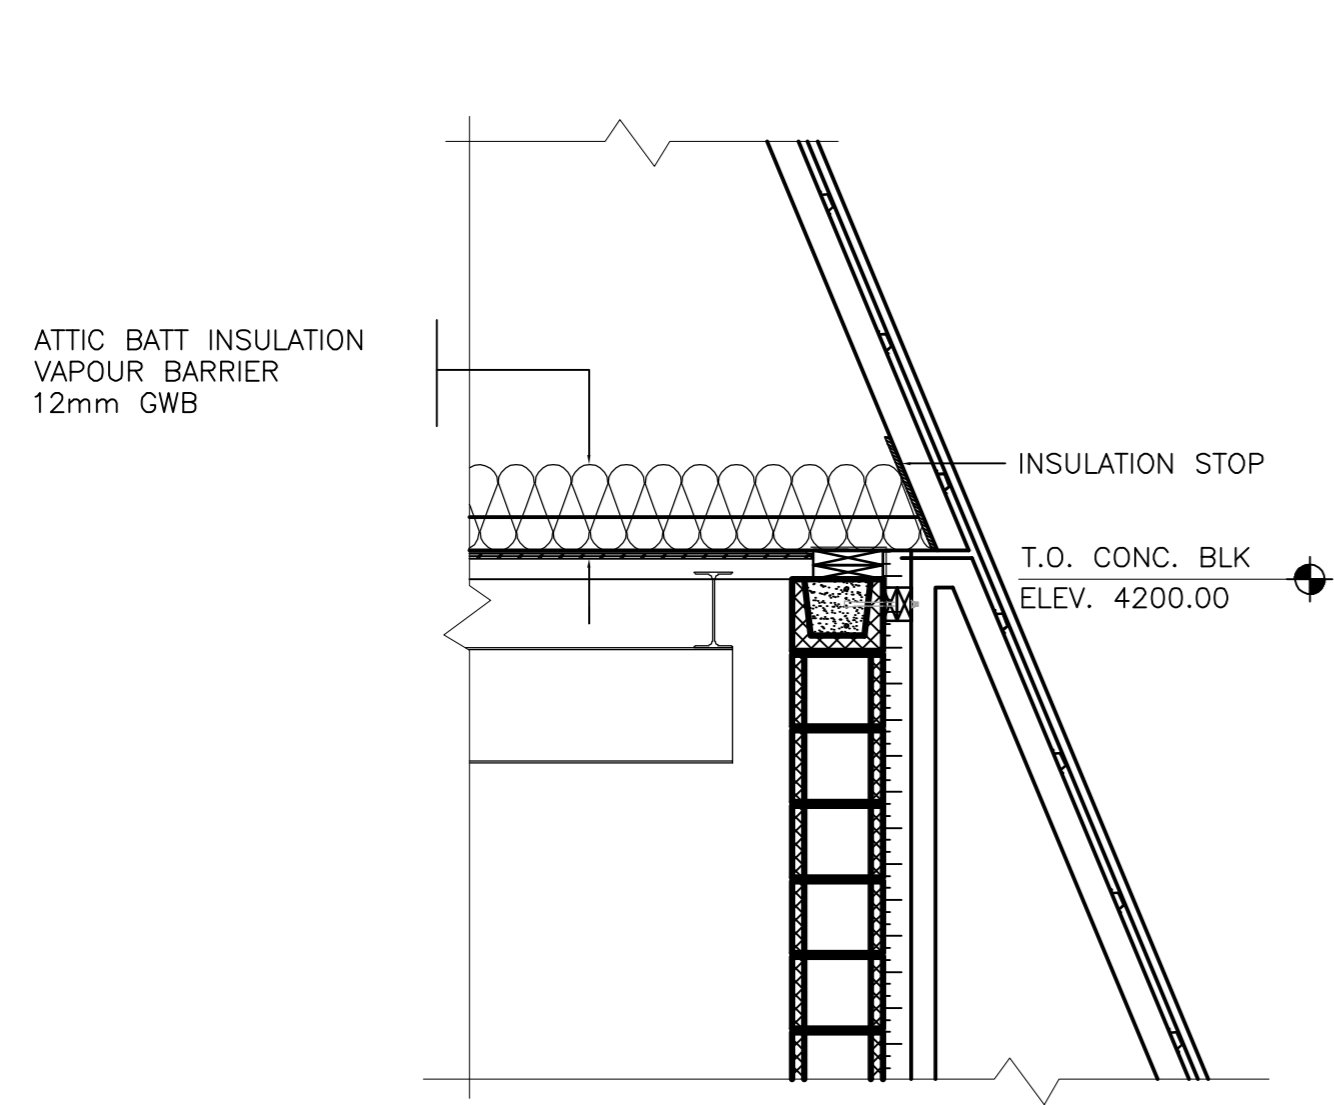 ATTIC BATT INSULATION
VAPOUR BARRIER
12mm GWB
INSULATION STOP
T.O. CONC. BLK
ELEV. 4200.00